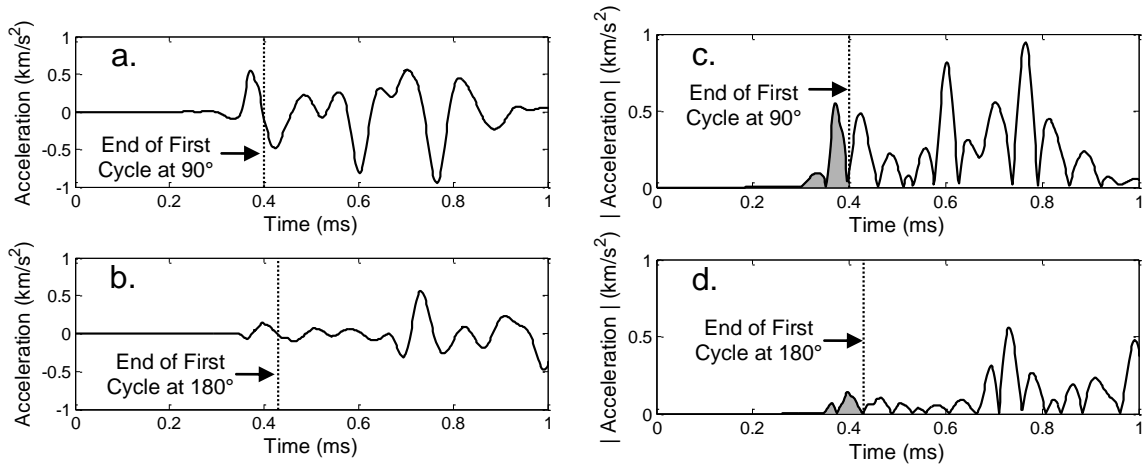 a.
Acceleration (km/s²)
1
0.5
0
-0.5
-1
End of First
Cycle at 90°
0 0.2 0.4 0.6 0.8 1
Time (ms)
b.
Acceleration (km/s²)
1
0.5
0
-0.5
-1
End of First
Cycle at 180°
0 0.2 0.4 0.6 0.8 1
Time (ms)
c.
| Acceleration | (km/s²)
1
0.5
0
End of First
Cycle at 90°
0 0.2 0.4 0.6 0.8 1
Time (ms)
d.
| Acceleration | (km/s²)
1
0.5
0
End of First
Cycle at 180°
0 0.2 0.4 0.6 0.8 1
Time (ms)